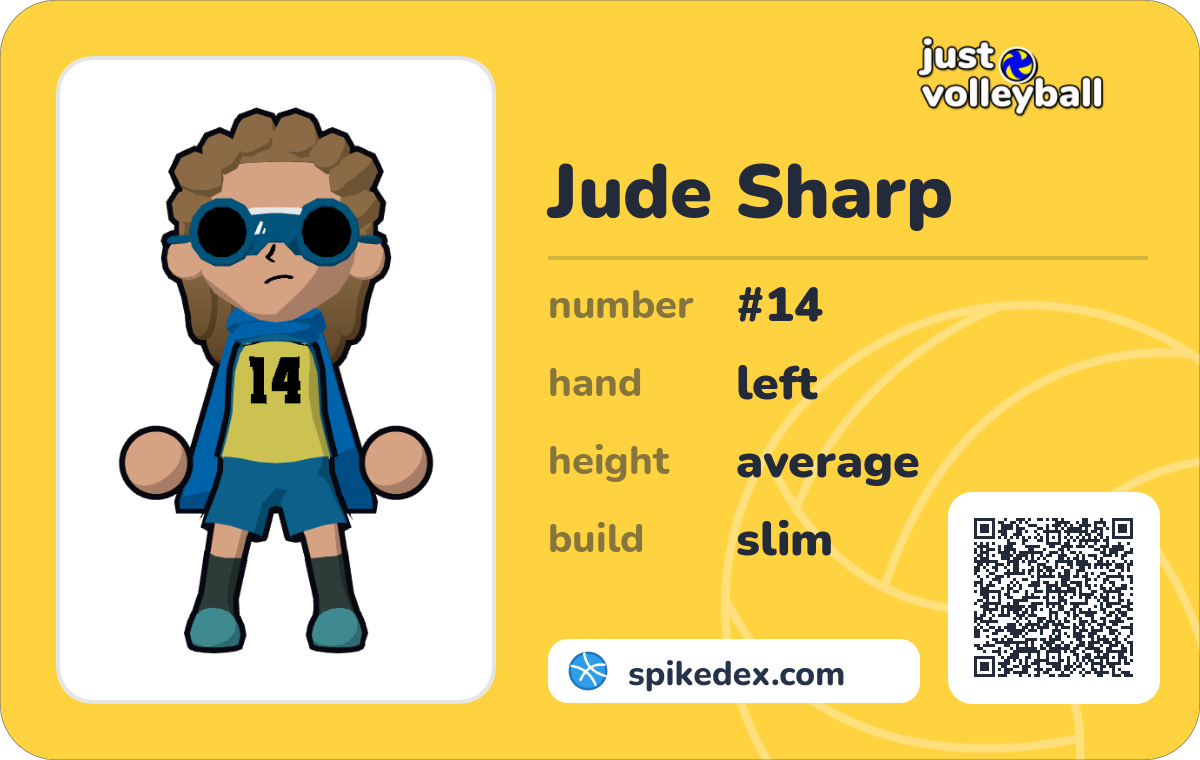 just
volleyball
Jude Sharp
number #14
hand left
height average
build slim
14
spikedex.com